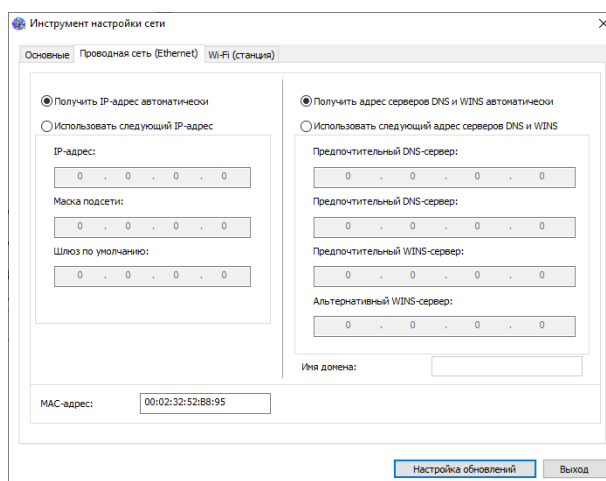 Инструмент настройки сети
Основные
Проводная сеть (Ethernet)
Wi-Fi (станция)
Получить IP-адрес автоматически
Использовать следующий IP-адрес
IP-адрес:
0 . 0 . 0 . 0
Маска подсети:
0 . 0 . 0 . 0
Шлюз по умолчанию:
0 . 0 . 0 . 0
Получить адрес серверов DNS и WINS автоматически
Использовать следующий адрес серверов DNS и WINS
Предпочтительный DNS-сервер:
0 . 0 . 0 . 0
Предпочтительный DNS-сервер:
0 . 0 . 0 . 0
Предпочтительный WINS-сервер:
0 . 0 . 0 . 0
Альтернативный WINS-сервер:
0 . 0 . 0 . 0
Имя домена:
MAC-адрес:
00:02:32:52:B8:95
Настройка обновлений
Выход